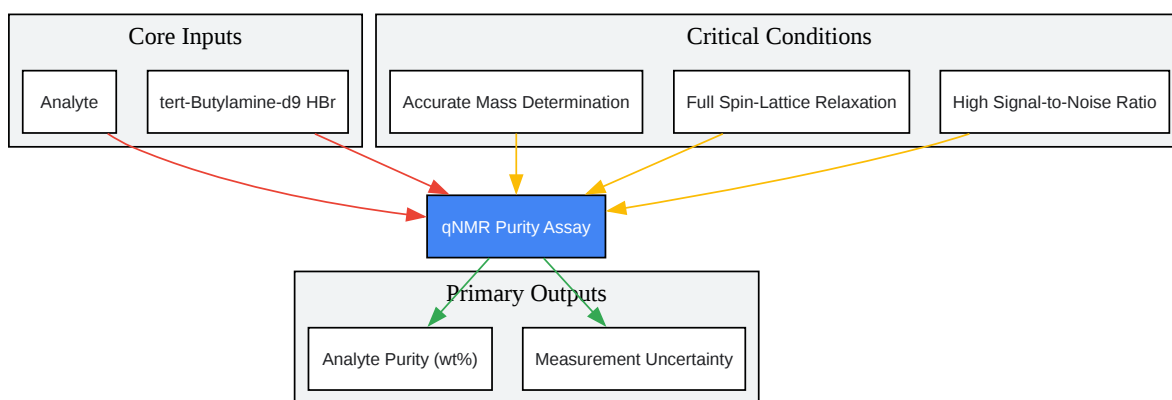 Core Inputs
Critical Conditions
Analyte
tert-Butylamine-d9 HBr
Accurate Mass Determination
Full Spin-Lattice Relaxation
High Signal-to-Noise Ratio
qNMR Purity Assay
Primary Outputs
Analyte Purity (wt%)
Measurement Uncertainty